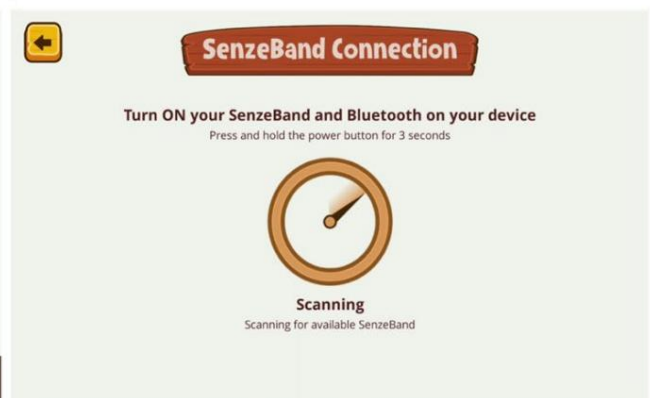 SenzeBand Connection
Turn ON your SenzeBand and Bluetooth on your device
Press and hold the power button for 3 seconds
Scanning
Scanning for available SenzeBand